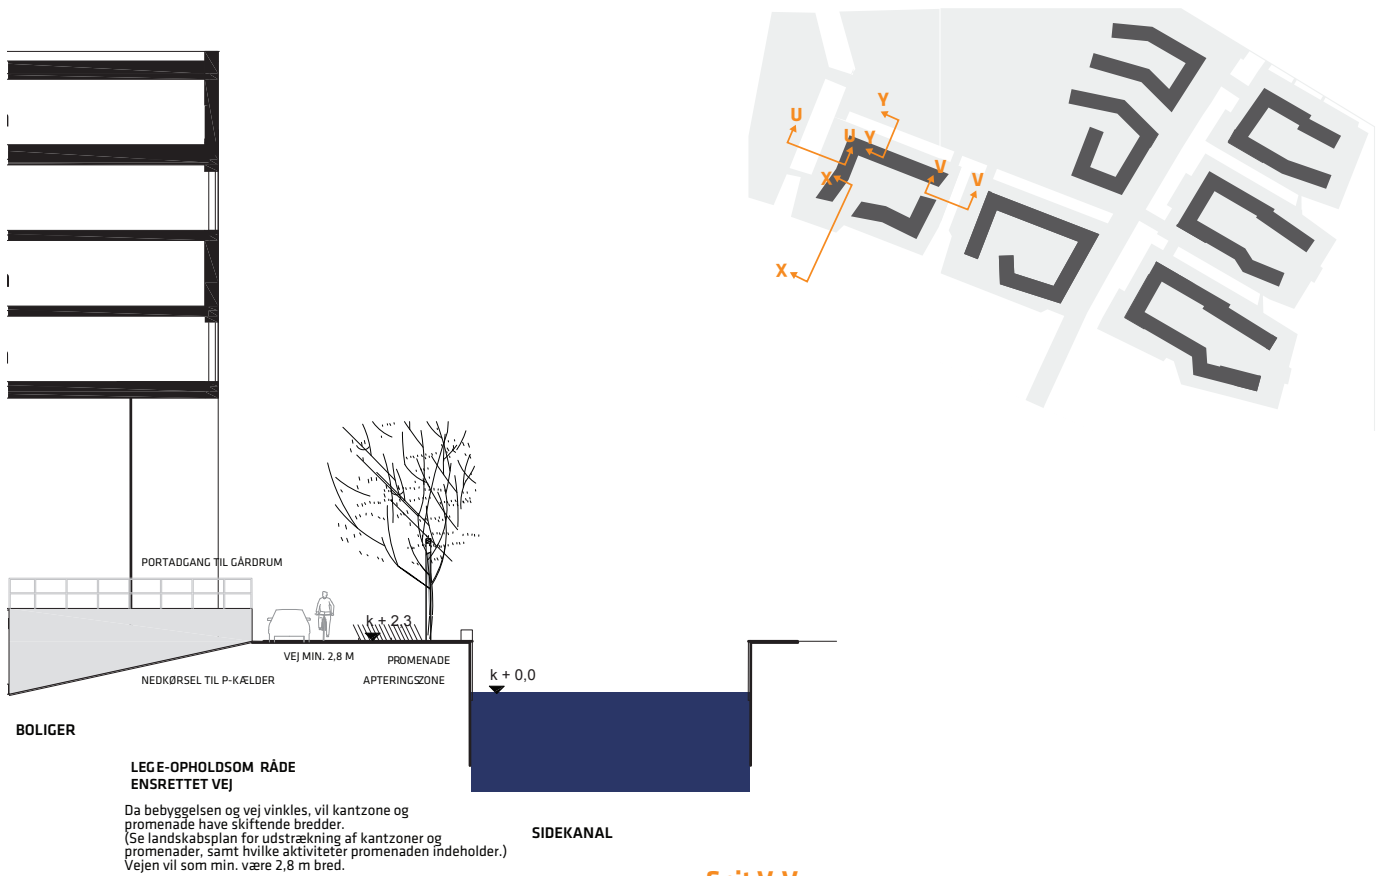 U
Y
U Y
X
V
V
X
PORTADGANG TIL GÅRDRUM
k + 2,3
VEJ MIN. 2,8 M
PROMENADE
NEDKØRSEL TIL P-KÆLDER
APTERINGSZONE
k + 0,0
BOLIGER
LEGE-OPHOLDSOM RÅDE
ENSRETTET VEJ
Da bebyggelsen og vej vinkles, vil kantzone og
promenade have skiftende bredder.
(Se landskabsplan for udstrækning af kantzoner og
promenader, samt hvilke aktiviteter promenaden indeholder.)
Vejen vil som min. være 2,8 m bred.
SIDEKANAL